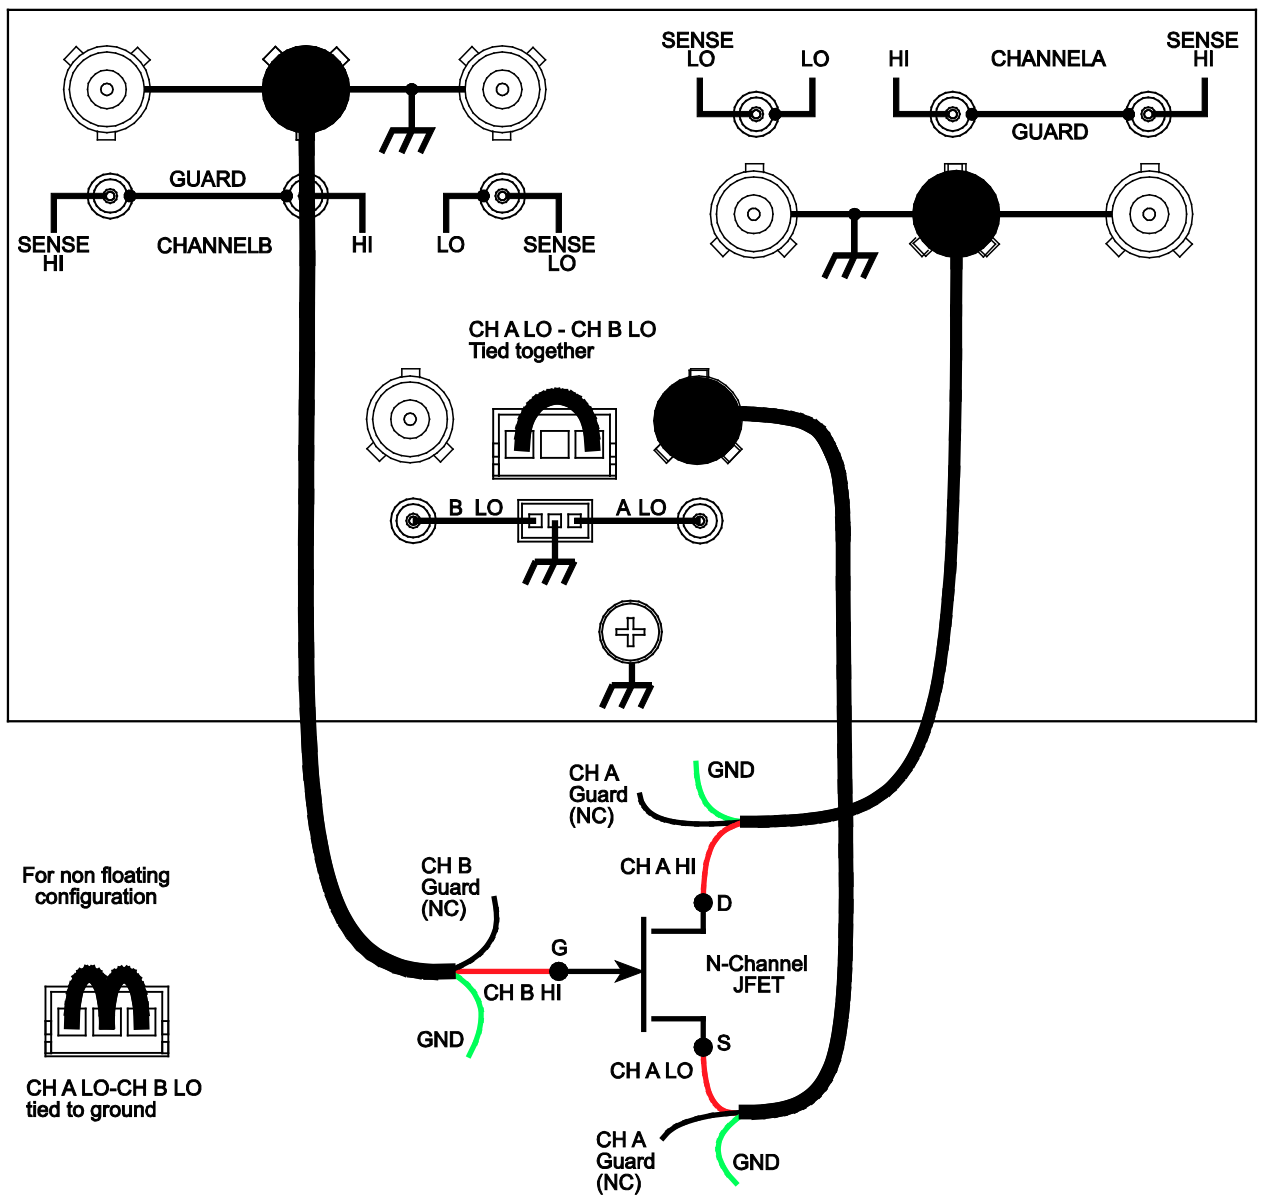 SENSE
LO
LO
HI
CHANNELA
SENSE
HI
GUARD
GUARD
SENSE
HI
CHANNELB
HI
LO
SENSE
LO
CH A LO - CH B LO
Tied together
B LO
A LO
CH A
Guard
(NC)
GND
CH A HI
D
For non floating
configuration
CH B
Guard
(NC)
G
CH B HI
GND
N-Channel
JFET
S
CH A LO
CH A LO-CH B LO
tied to ground
CH A
Guard
(NC)
GND